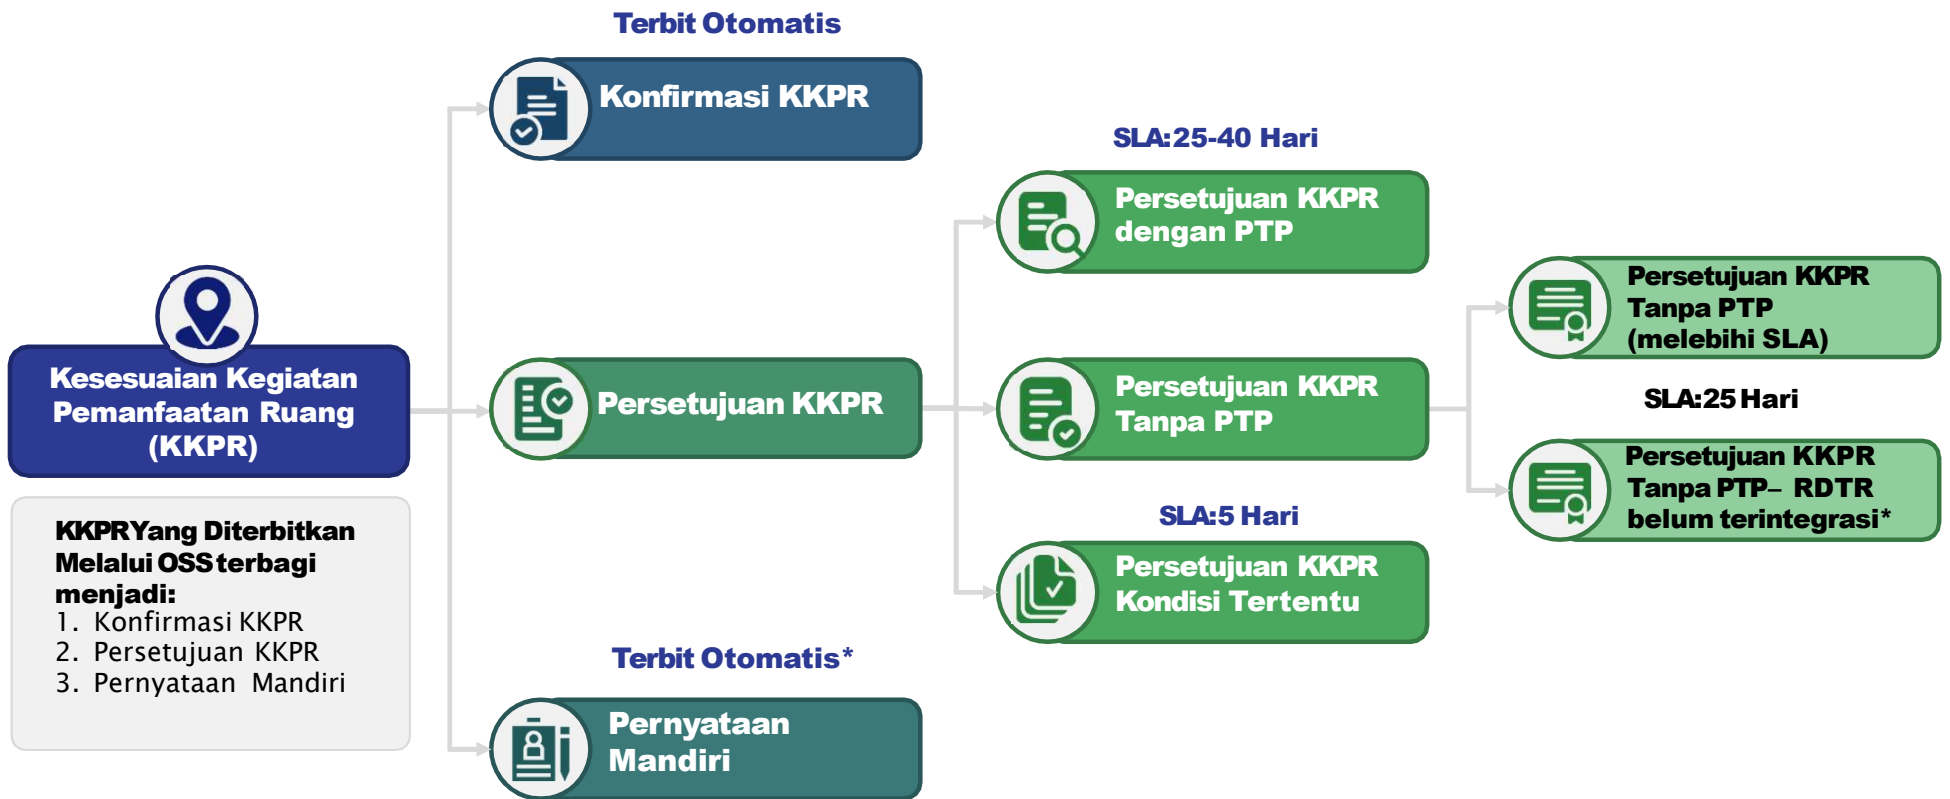 Terbit Otomatis
Konfirmasi KKPR
SLA:25-40 Hari
Persetujuan KKPR
dengan PTP
Persetujuan KKPR
Tanpa PTP
(melebihi SLA)
Kesesuaian Kegiatan
Pemanfaatan Ruang
(KKPR)
Persetujuan KKPR
Persetujuan KKPR
Tanpa PTP
SLA:25 Hari
Persetujuan KKPR
Tanpa PTP– RDTR
belum terintegrasi*
KKPRYang Diterbitkan
Melalui OSS terbagi
menjadi:
1. Konfirmasi KKPR
2. Persetujuan KKPR
3. Pernyataan Mandiri
SLA:5 Hari
Persetujuan KKPR
Kondisi Tertentu
Terbit Otomatis*
Pernyataan
Mandiri